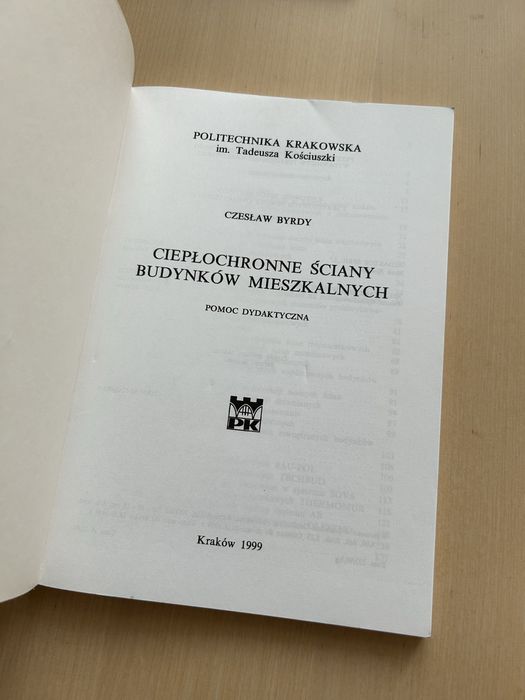 POLITECHNIKA KRAKOWSKA
im. Tadeusza Kościuszki
CZESŁAW BYRDY
CIEPŁOCHRONNE ŚCIANY
BUDYNKÓW MIESZKALNYCH
POMOC DYDAKTYCZNA
PK
Kraków 1999